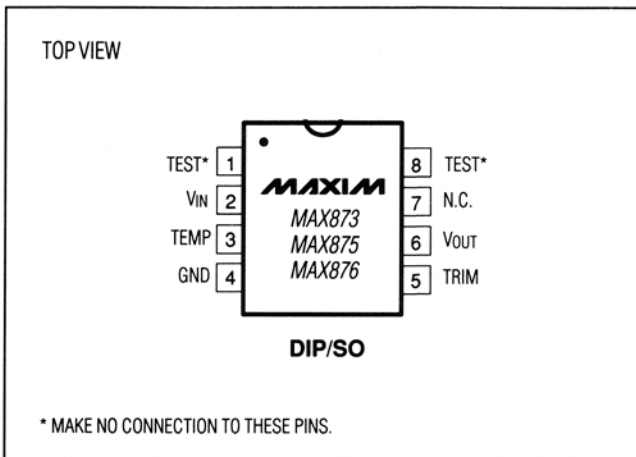 TOP VIEW
TEST* 1
8 TEST*
MAXIM
VIN 2
7 N.C.
MAX873
TEMP 3
MAX875
6 VOUT
GND 4
MAX876
5 TRIM
DIP/SO
* MAKE NO CONNECTION TO THESE PINS.